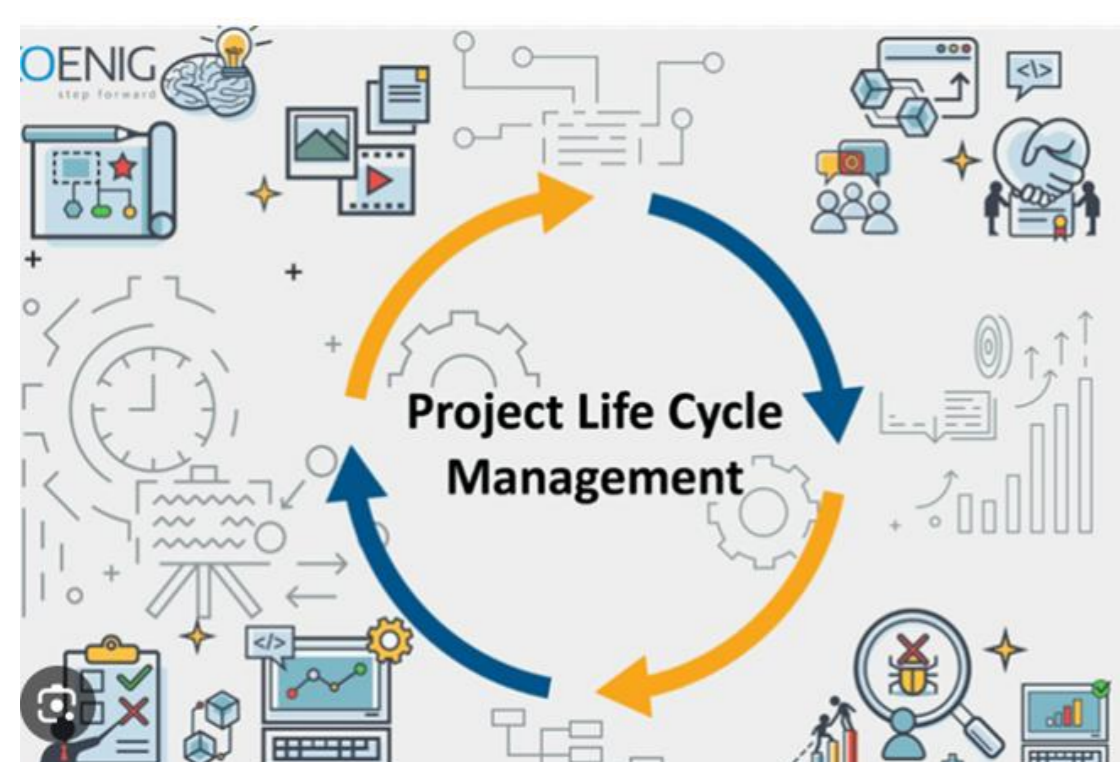 OENIG
step forward
</>
Project Life Cycle
Management
</>